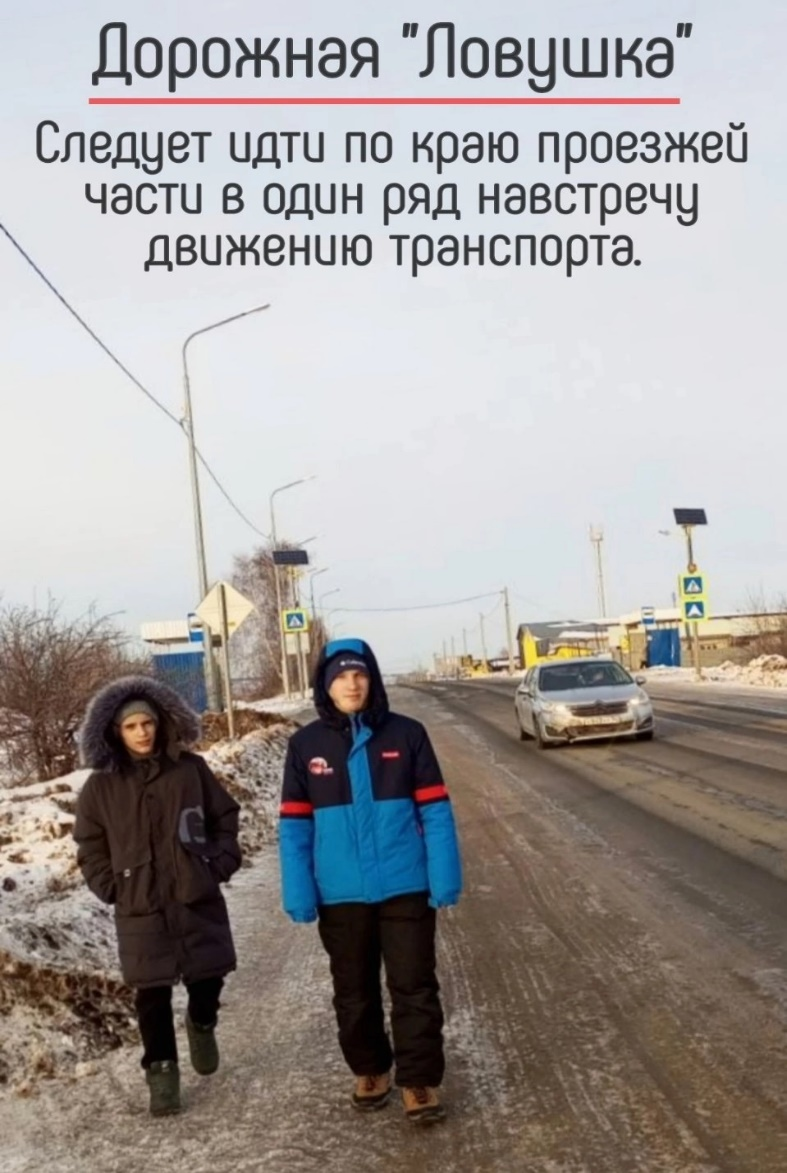 Дорожная "Ловушка"
Следует идти по краю проезжей
части в один ряд навстречу
движению транспорта.